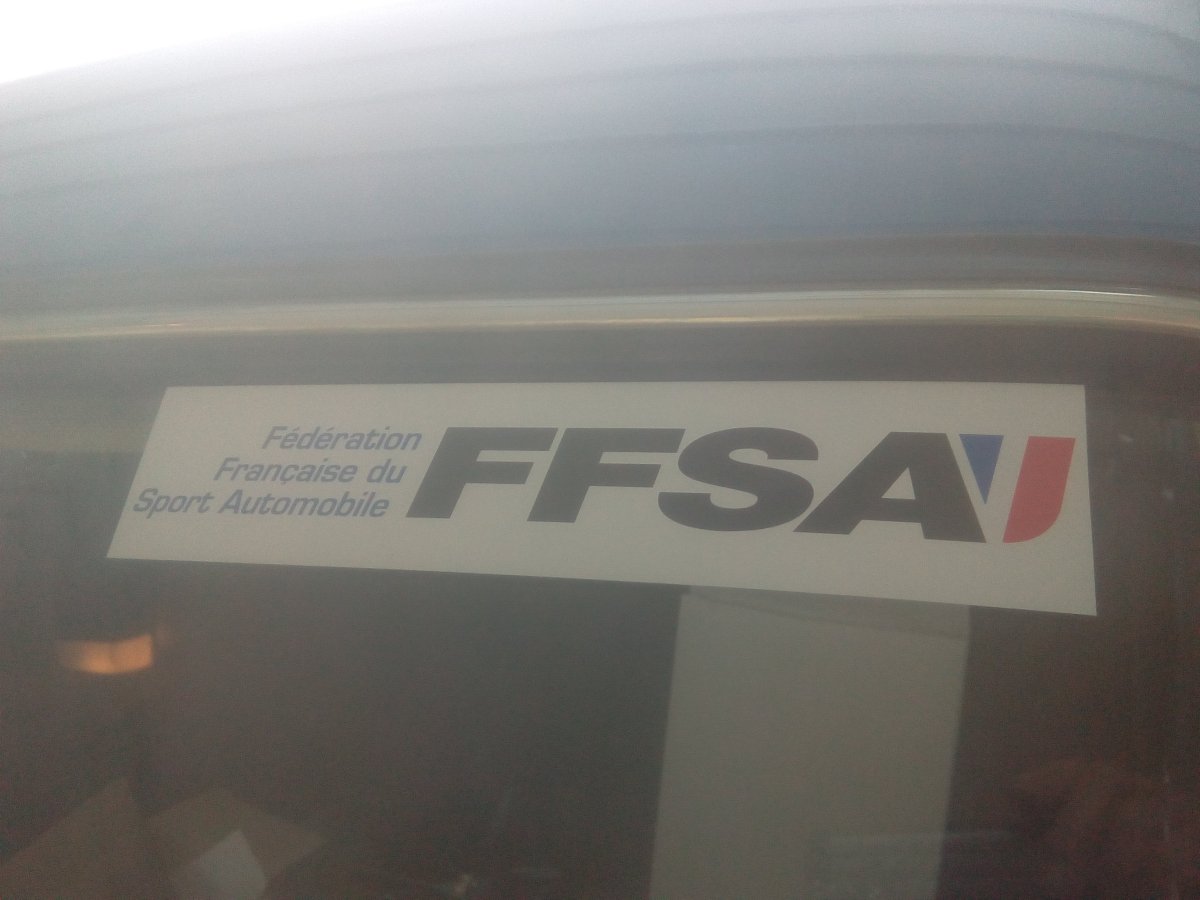 Fédération
Française du
Sport Automobile
FFSA